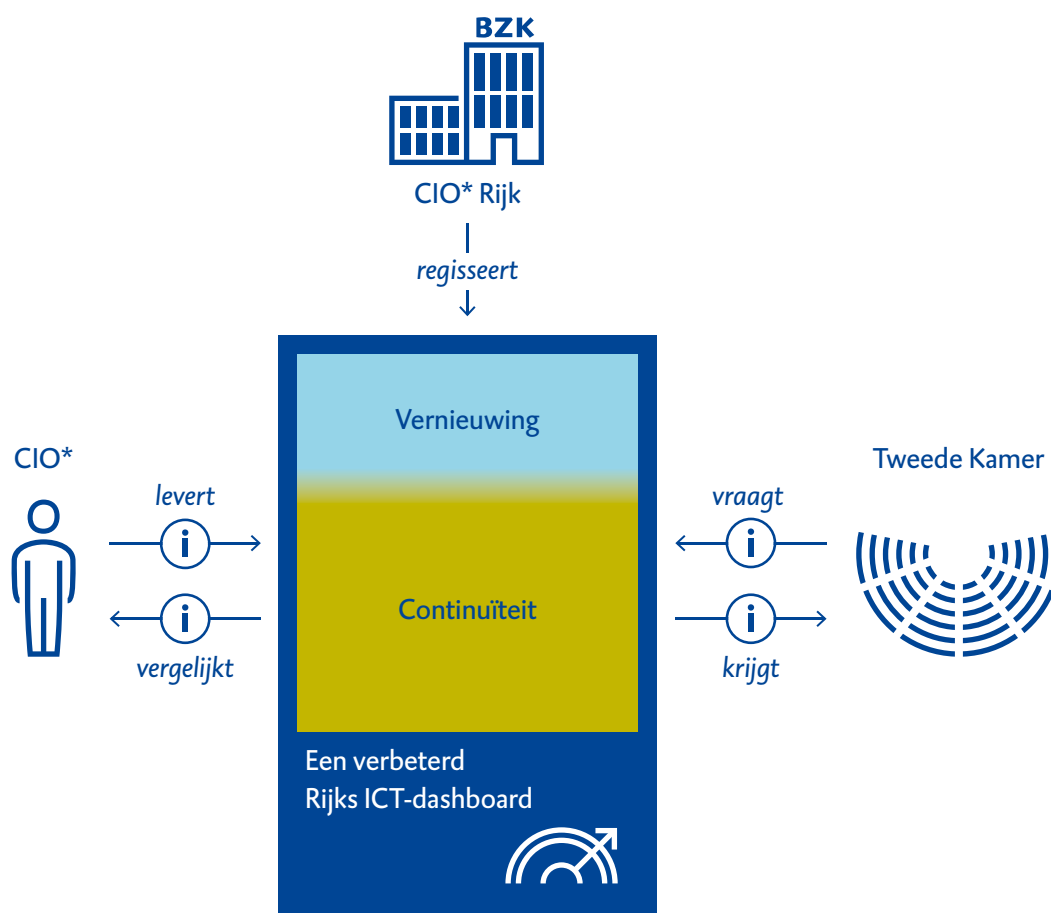 BZK
CIO* Rijk
regisseert
Vernieuwing
CIO*
Tweede Kamer
levert
vraagt
i
i
Continuïteit
i
i
vergelijkt
krijgt
Een verbeterd
Rijks ICT-dashboard